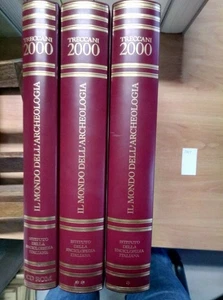 TRECCANI
2000
IL MONDO DELL'ARCHEOLOGIA
ISTITUTO
DELLA
ENCICLOPEDIA
ITALIANA
TRECCANI
2000
IL MONDO DELL'ARCHEOLOGIA
ISTITUTO
DELLA
ENCICLOPEDIA
ITALIANA
TRECCANI
2000
IL MONDO DELL'ARCHEOLOGIA
ISTITUTO
DELLA
ENCICLOPEDIA
ITALIANA